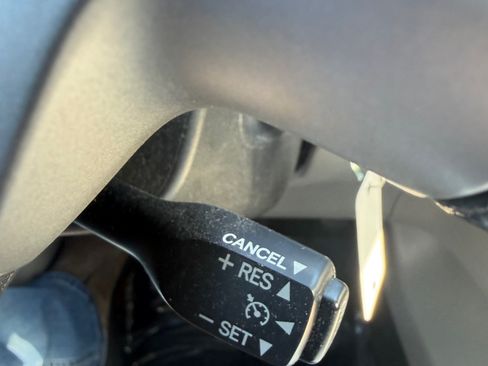 CANCEL ▼
+ RES ▲
◀
− SET ▼